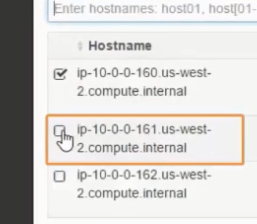 Enter hostnames: host01, host[01-
Hostname
ip-10-0-0-160.us-west-
2.compute.internal
ip-10-0-0-161.us-west-
2.compute.internal
ip-10-0-0-162.us-west-
2.compute.internal